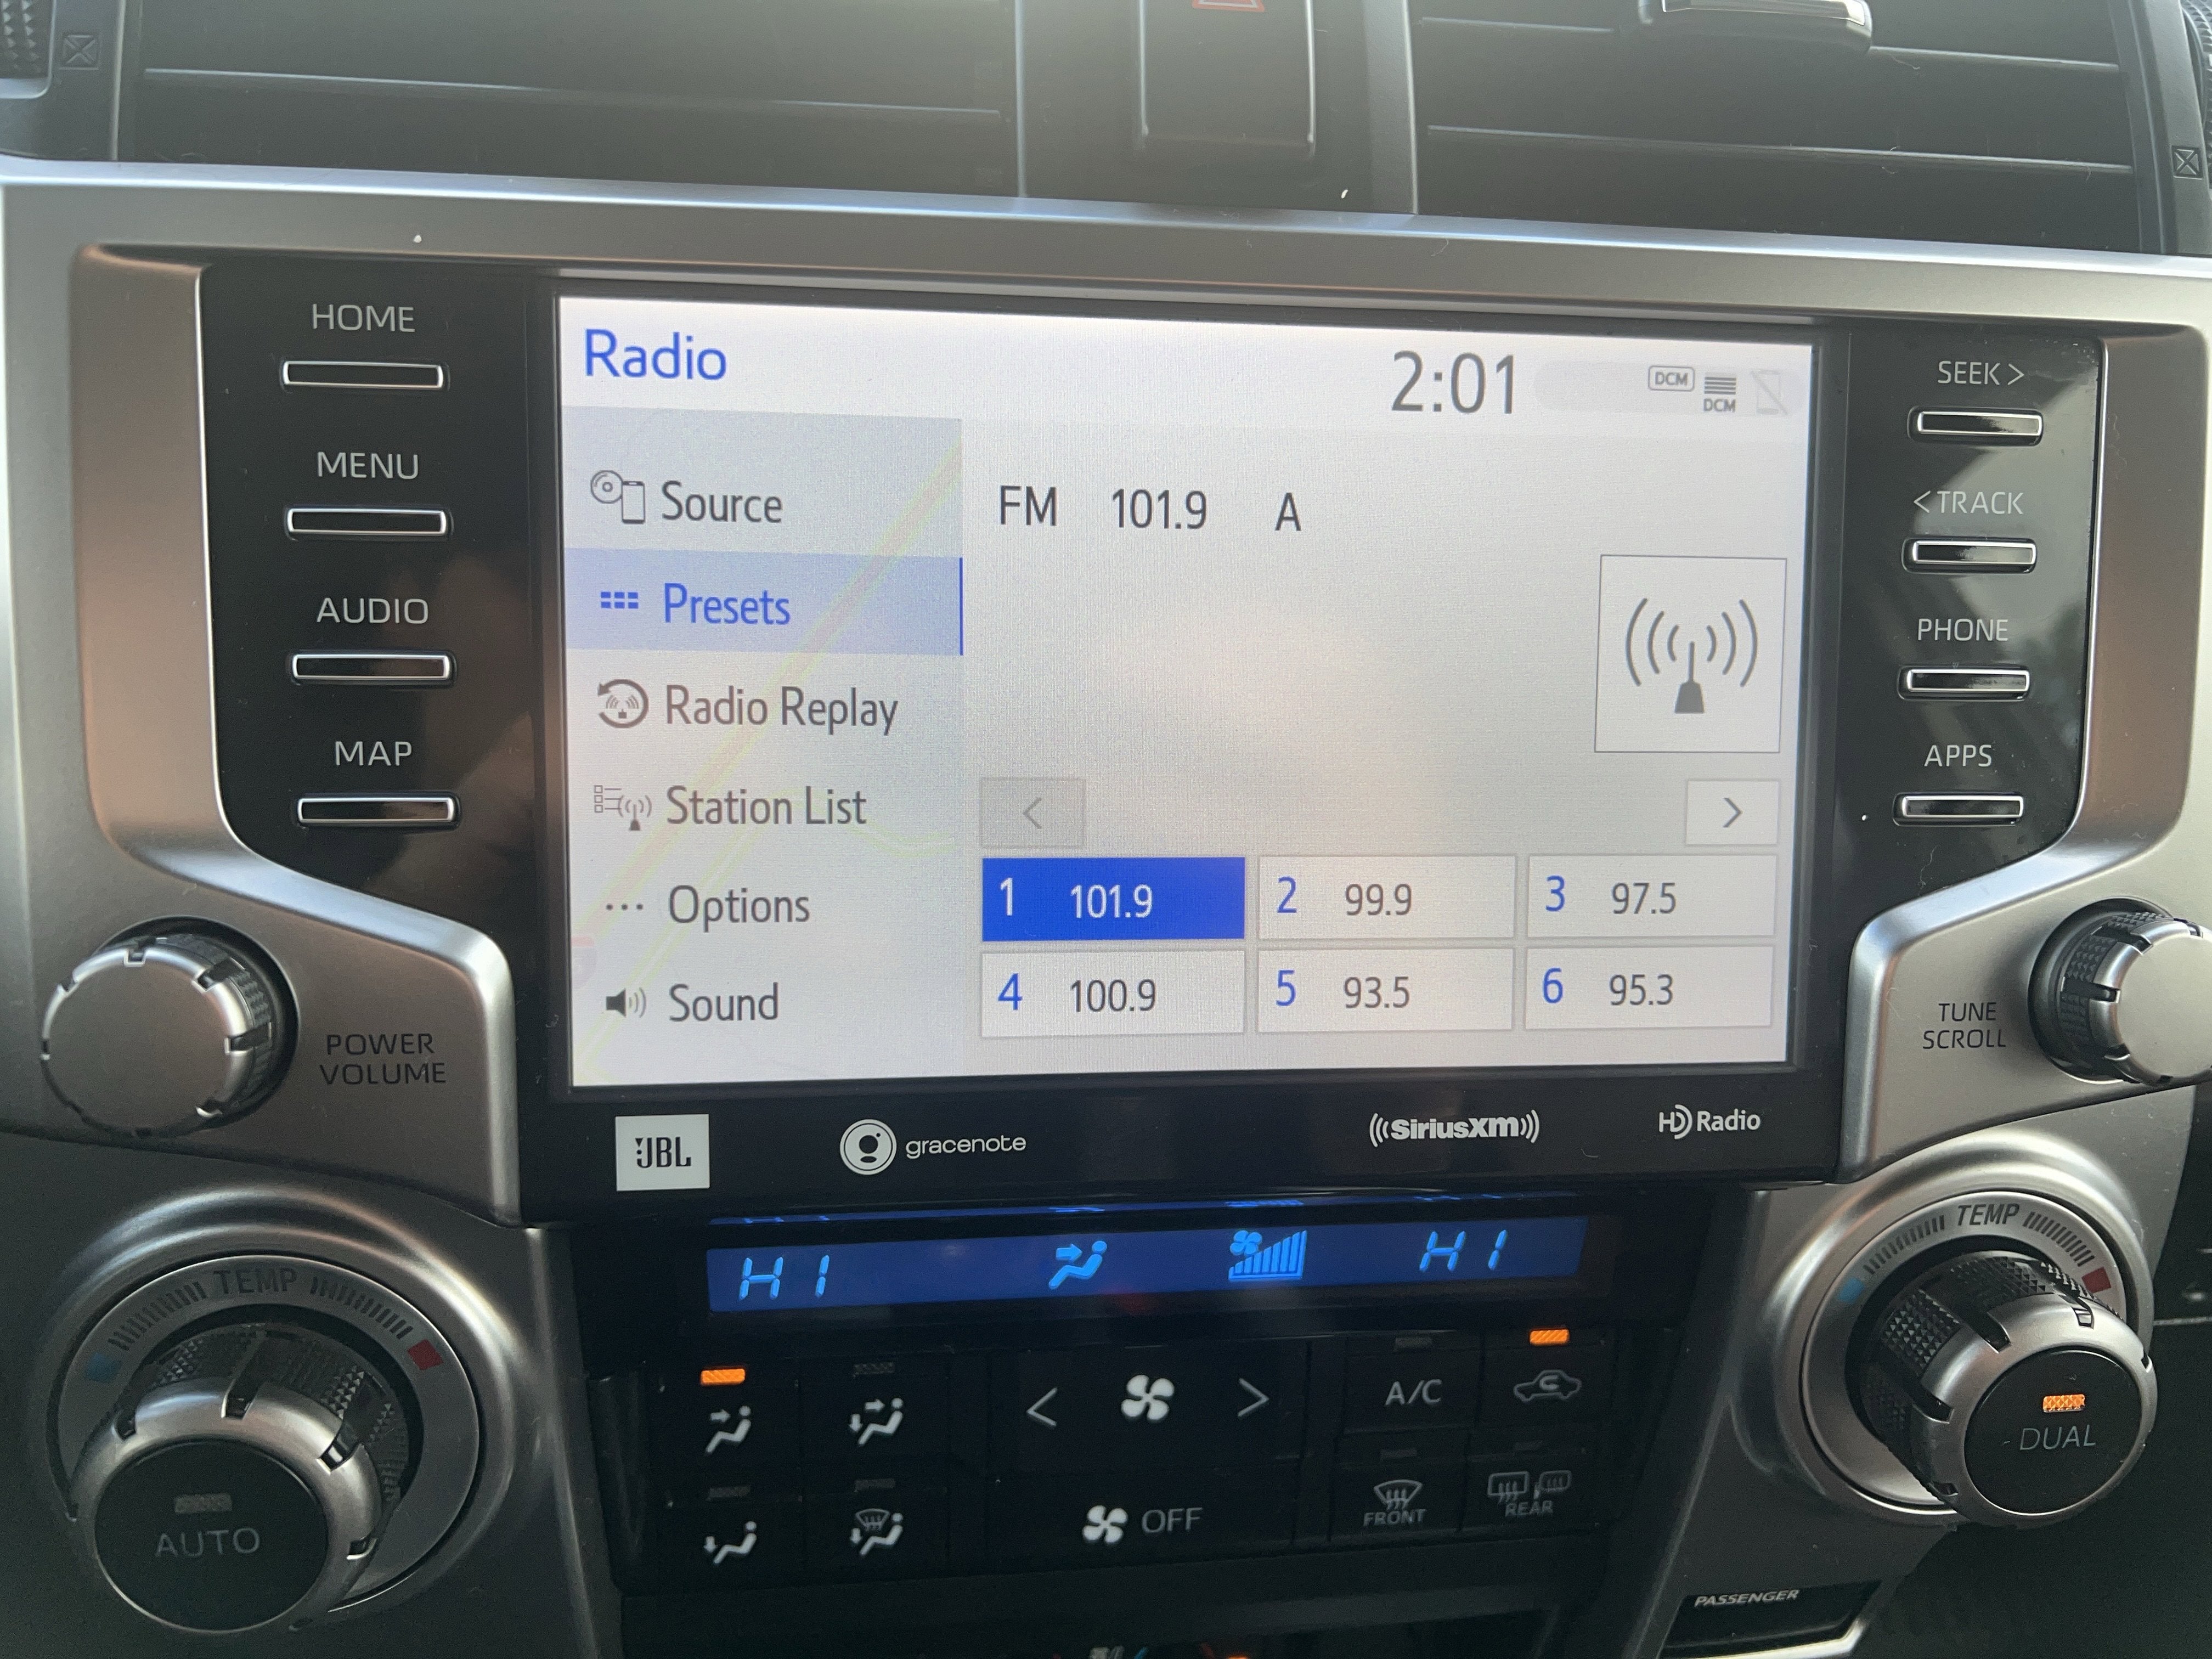 HOME
MENU
AUDIO
MAP
POWER
VOLUME
Radio
2:01
DCM
DCM
Source
Presets
Radio Replay
Station List
Options
Sound
FM 101.9 A
<
>
1 101.9
2 99.9
3 97.5
4 100.9
5 93.5
6 95.3
SEEK >
< TRACK
PHONE
APPS
TUNE
SCROLL
JBL
gracenote
SiriusXM
HD Radio
HI
HI
TEMP
AUTO
TEMP
DUAL
<
>
A/C
OFF
FRONT
REAR
PASSENGER